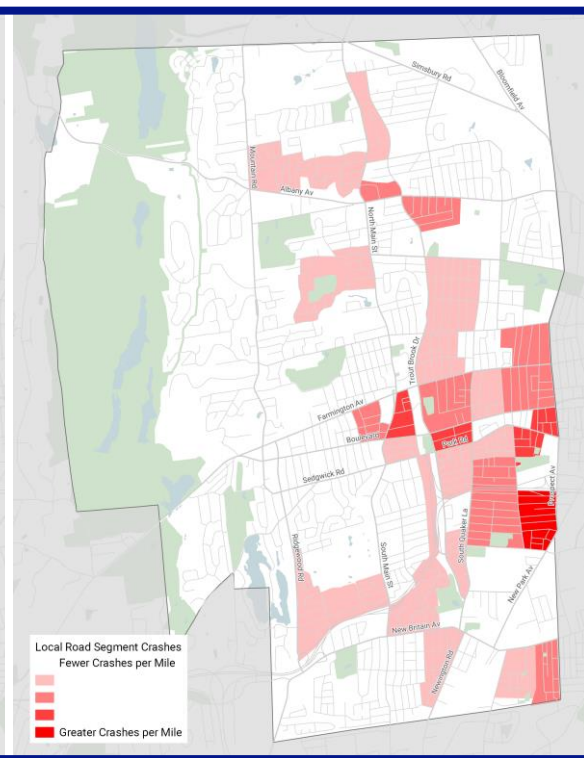 Simsbury Rd
Bloomfield Av
Mountain Rd
Albany Av
North Main St
Trout Brook Dr
Farmington Av
Boulevard
Park Rd
Sedgwick Rd
Prospect Av
South Quaker La
Ridgewood Rd
South Main St
New Park Av
New Britain Av
Newington Rd
Local Road Segment Crashes
Fewer Crashes per Mile
Greater Crashes per Mile